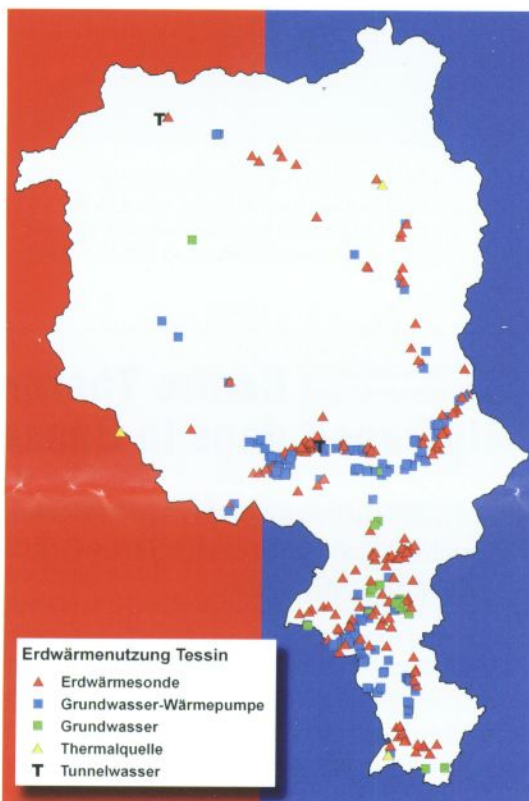 T
T
Erdwärmenutzung Tessin
Erdwärmesonde
Grundwasser-Wärmepumpe
Grundwasser
Thermalquelle
T Tunnelwasser